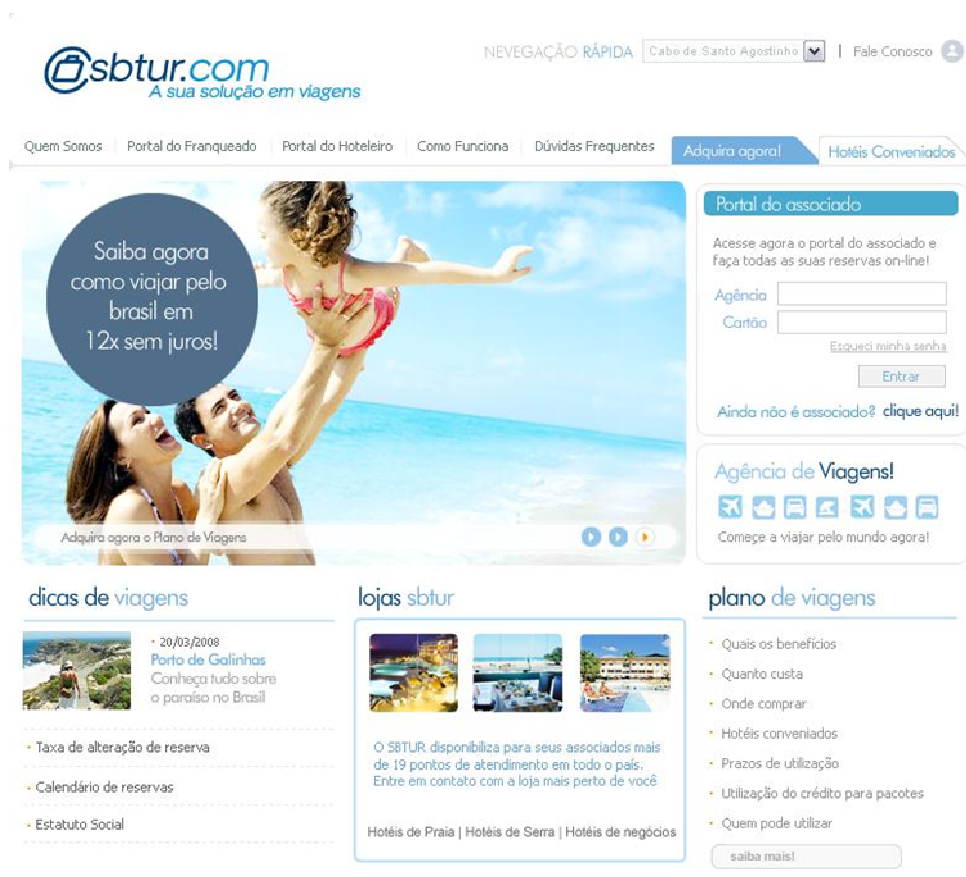 sbtur.com
A sua solução em viagens
NEVEGAÇÃO RÁPIDA
Cabo de Santo Agostinho
|
Fale Conosco
Quem Somos
Portal do Franqueado
Portal do Hoteleiro
Como Funciona
Dúvidas Frequentes
Adquira agora!
Hotéis Conveniados
Saiba agora
como viajar pelo
brasil em
12x sem juros!
Adquira agora o Plano de Viagens
Portal do associado
Acesse agora o portal do associado e
faça todas as suas reservas on-line!
Agência
Cartão
Esqueci minha senha
Entrar
Ainda não é associado? clique aqui!
Agência de Viagens!
Começe a viajar pelo mundo agora!
dicas de viagens
20/03/2008
Porto de Galinhas
Conheça tudo sobre
o paraíso no Brasil
Taxa de alteração de reserva
Calendário de reservas
Estatuto Social
lojas sbtur
O SBTUR disponibiliza para seus associados mais
de 19 pontos de atendimento em todo o país.
Entre em contato com a loja mais perto de você
Hotéis de Praia | Hotéis de Serra | Hotéis de negócios
plano de viagens
Quais os benefícios
Quanto custa
Onde comprar
Hotéis conveniados
Prazos de utilização
Utilização do crédito para pacotes
Quem pode utilizar
saiba mais!